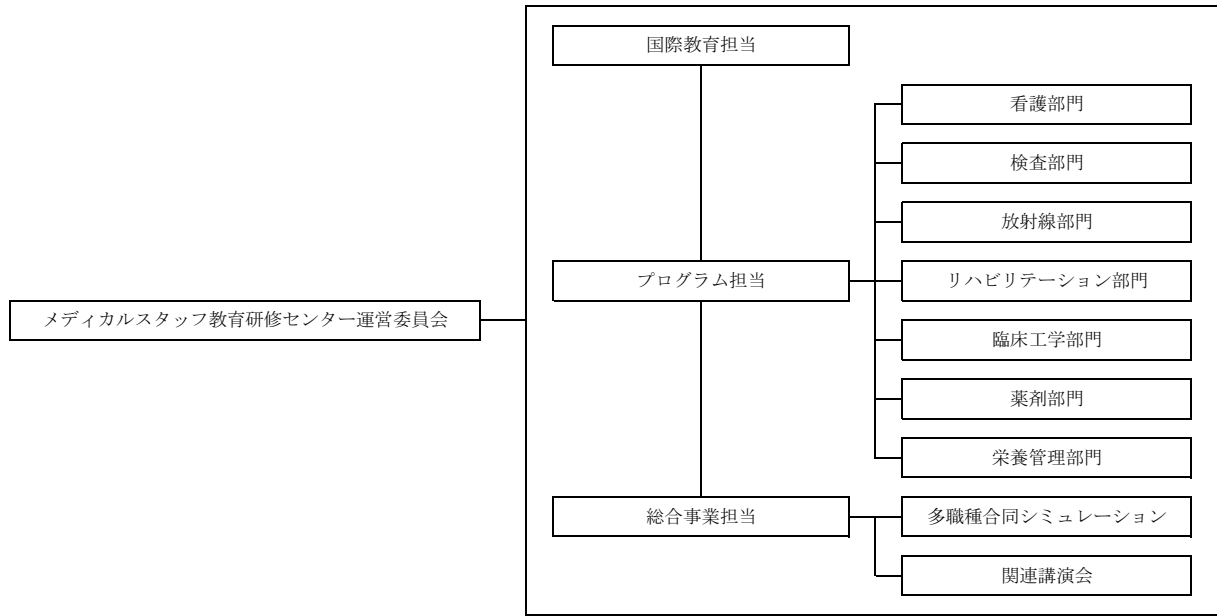 国際教育担当
看護部門
検査部門
放射線部門
プログラム担当
リハビリテーション部門
メディカルスタッフ教育研修センター運営委員会
臨床工学部門
薬剤部門
栄養管理部門
総合事業担当
多職種合同シミュレーション
関連講演会